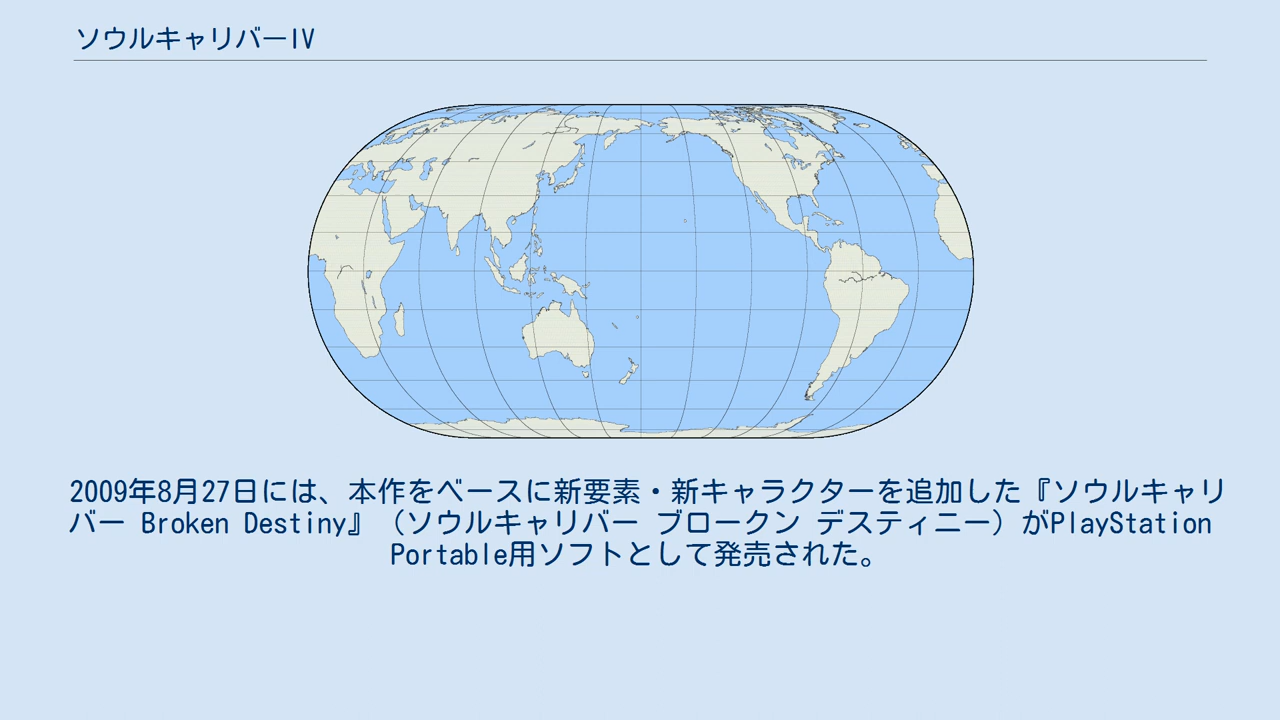 ソウルキャリバーIV
2009年8月27日には、本作をベースに新要素・新キャラクターを追加した『ソウルキャリ
バー Broken Destiny』（ソウルキャリバー ブロークン デスティニー）がPlayStation
Portable用ソフトとして発売された。